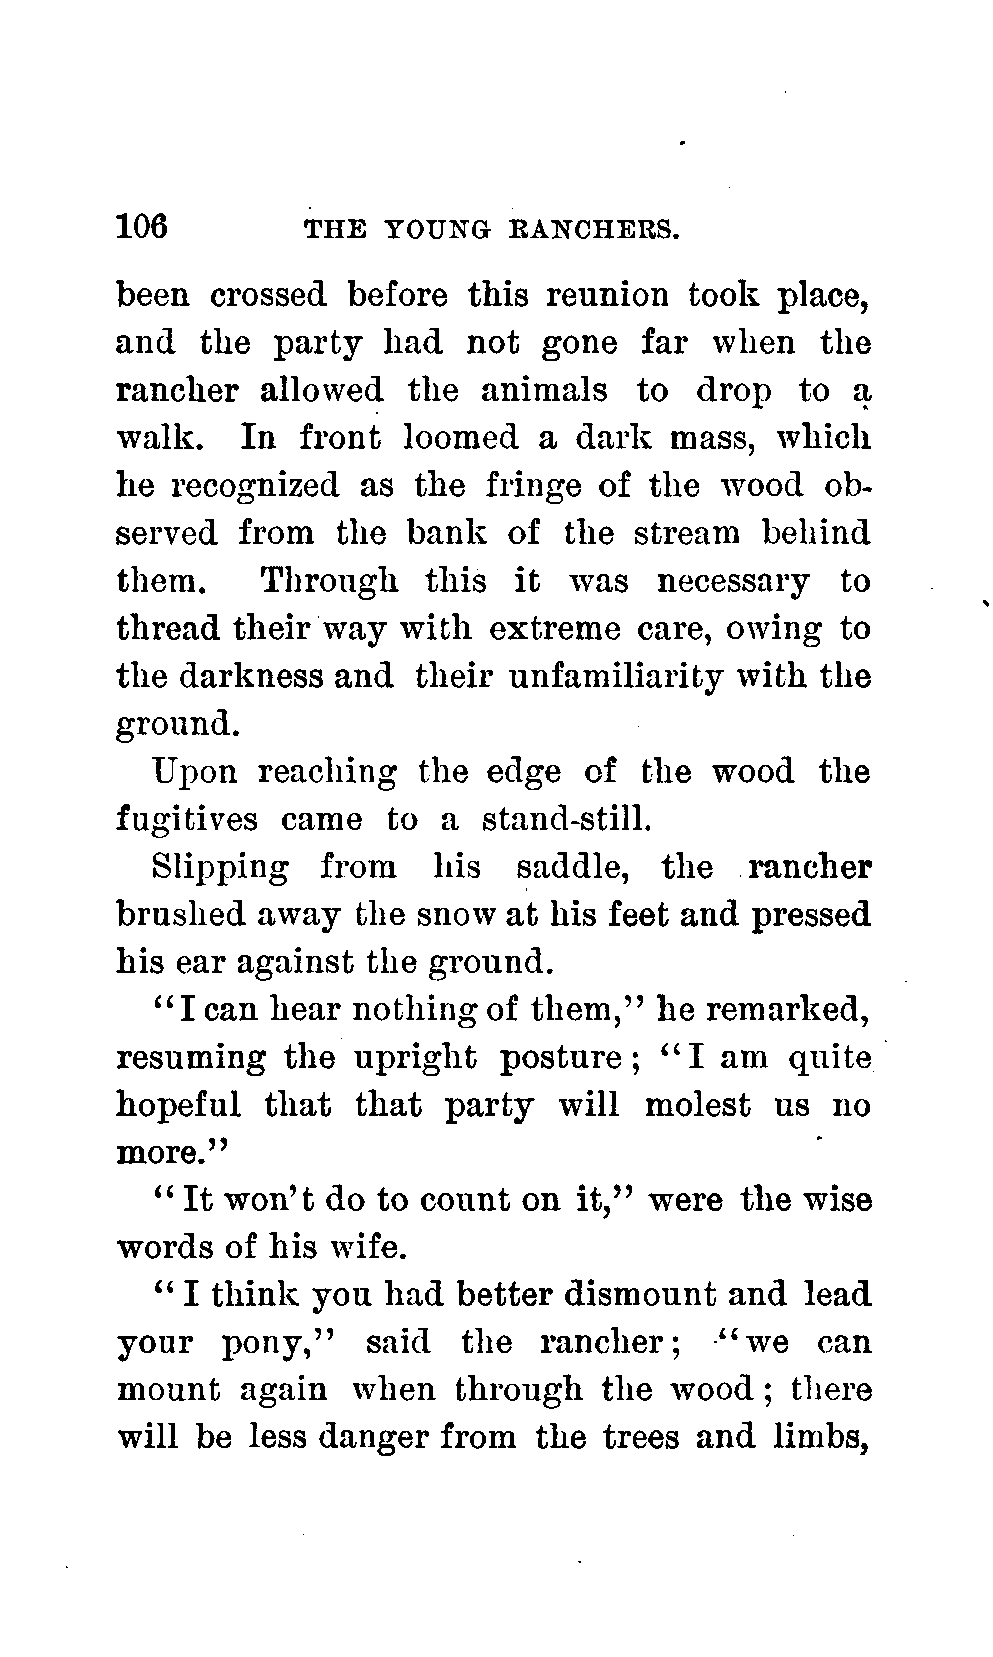 106 THE YOUNG RANCHERS.
been crossed before this reunion took place,
and the party had not gone far when the
rancher allowed the animals to drop to a
walk. In front loomed a dark mass, which
he recognized as the fringe of the wood ob-
served from the bank of the stream behind
them. Through this it was necessary to
thread their way with extreme care, owing to
the darkness and their unfamiliarity with the
ground.
Upon reaching the edge of the wood the
fugitives came to a stand-still.
Slipping from his saddle, the rancher
brushed away the snow at his feet and pressed
his ear against the ground.
“I can hear nothing of them,” he remarked,
resuming the upright posture; “I am quite
hopeful that that party will molest us no
more.”
“It won’t do to count on it,” were the wise
words of his wife.
“I think you had better dismount and lead
your pony,” said the rancher; “we can
mount again when through the wood; there
will be less danger from the trees and limbs,